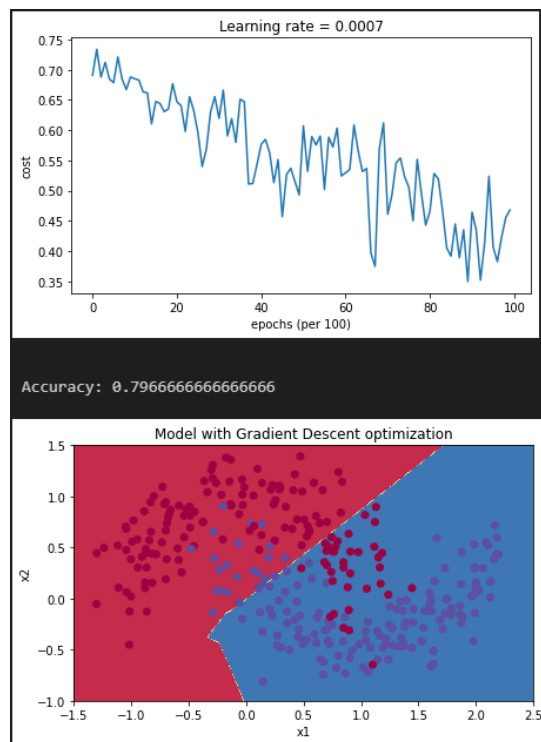 Learning rate = 0.0007
0.75
0.70
0.65
0.60
0.55
0.50
0.45
0.40
0.35
cost
0 20 40 60 80 100
epochs (per 100)
Accuracy: 0.7966666666666666
Model with Gradient Descent optimization
1.5
1.0
0.5
0.0
−0.5
−1.0
x2
−1.5 −1.0 −0.5 0.0 0.5 1.0 1.5 2.0 2.5
x1